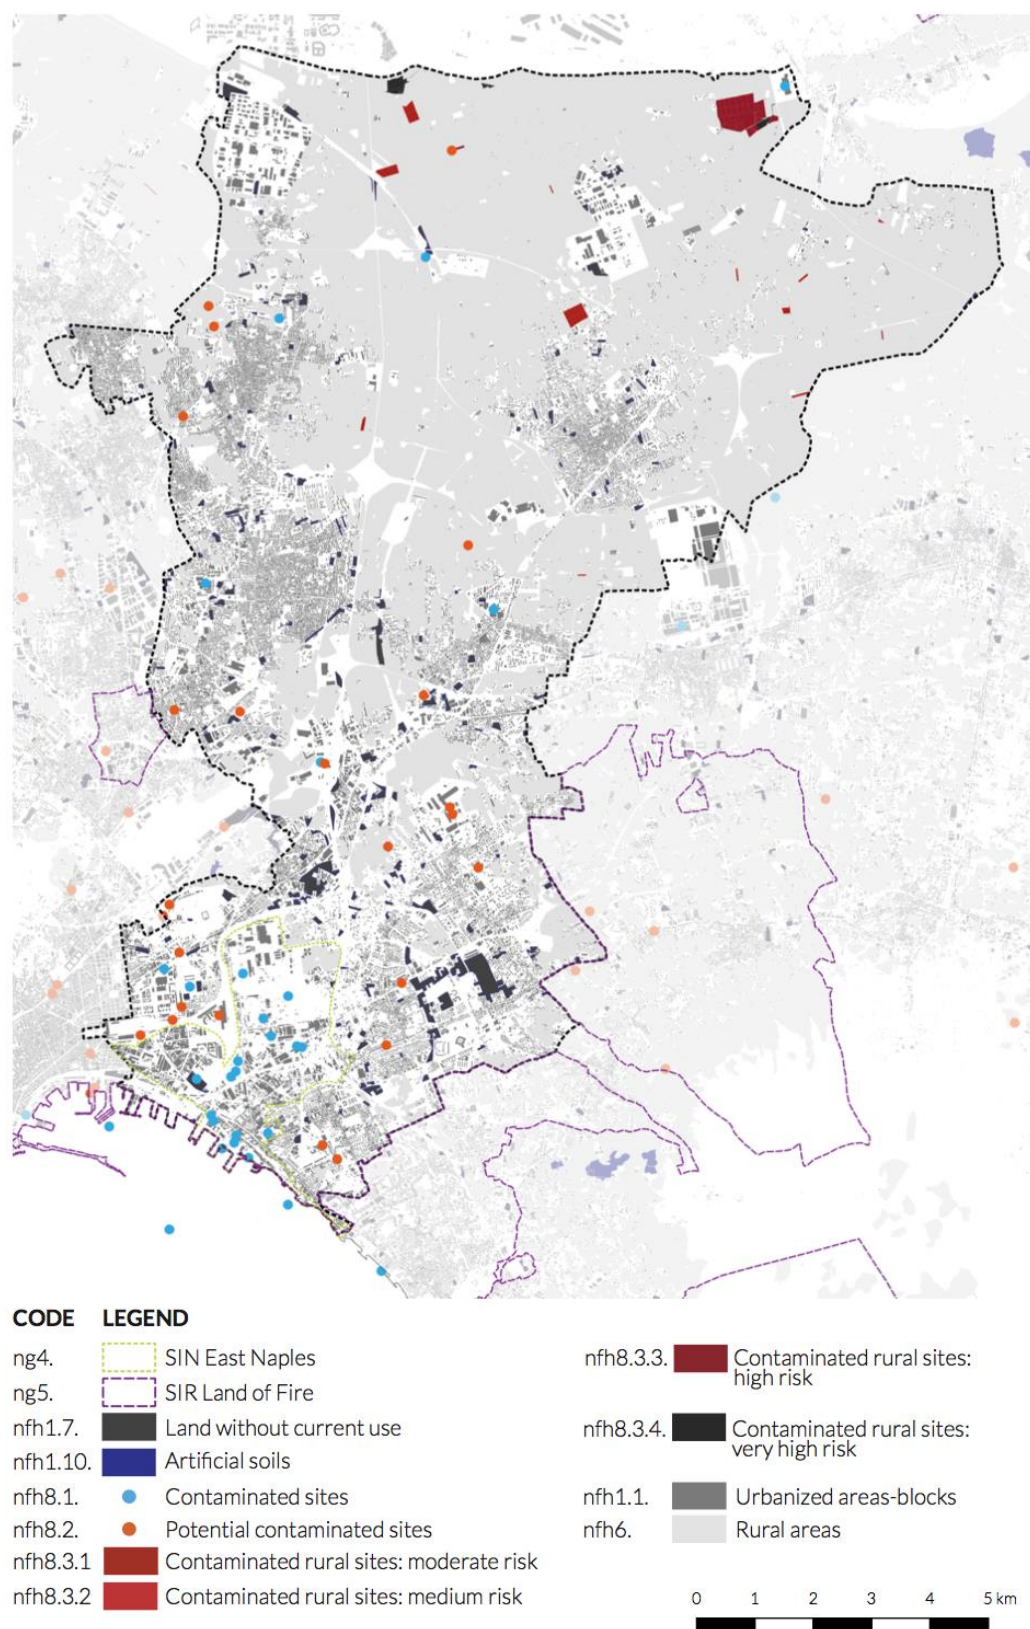 CODE LEGEND
ng4. SIN East Naples
ng5. SIR Land of Fire
nfh1.7. Land without current use
nfh1.10. Artificial soils
nfh8.1. Contaminated sites
nfh8.2. Potential contaminated sites
nfh8.3.1 Contaminated rural sites: moderate risk
nfh8.3.2 Contaminated rural sites: medium risk
nfh8.3.3. Contaminated rural sites:
high risk
nfh8.3.4. Contaminated rural sites:
very high risk
nfh1.1. Urbanized areas-blocks
nfh6. Rural areas
0 1 2 3 4 5 km